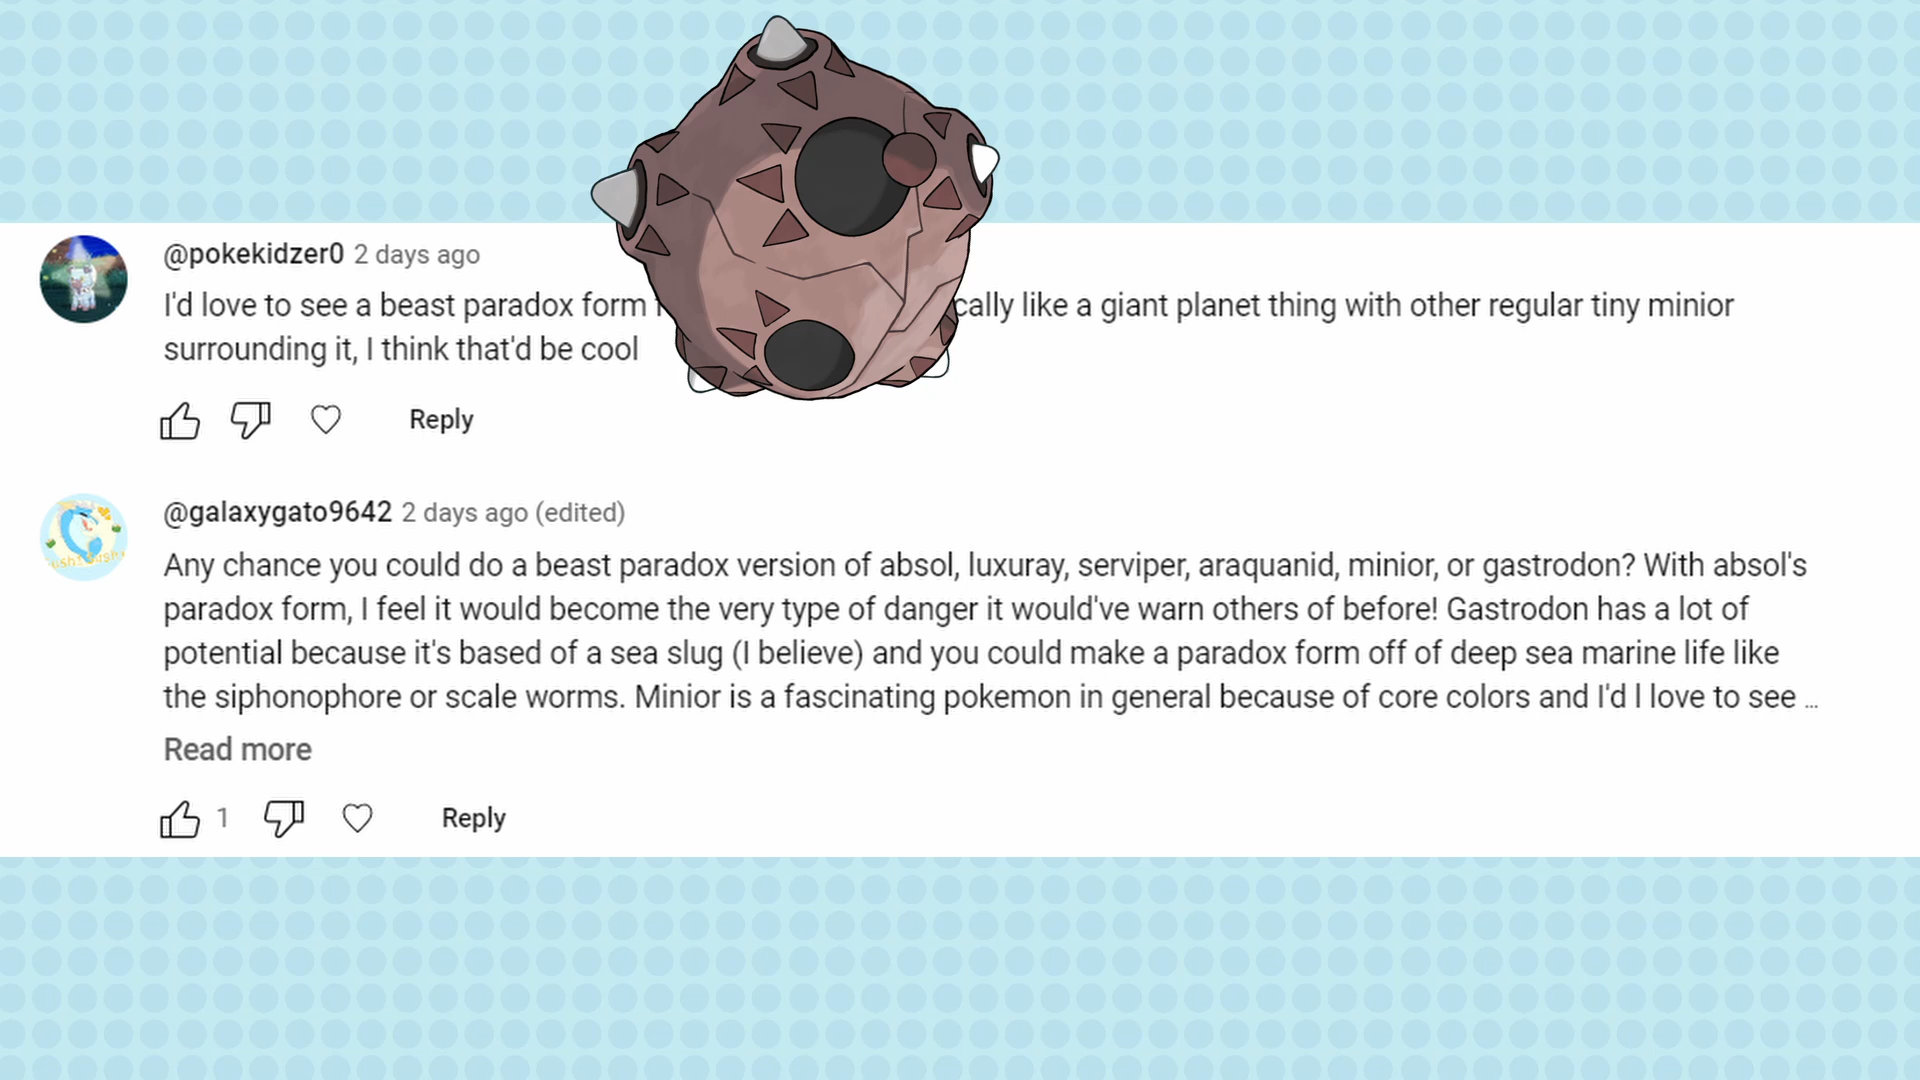 @pokekidzer0 2 days ago
I'd love to see a beast paradox form cally like a giant planet thing with other regular tiny minior
surrounding it, I think that'd be cool
Reply
@galaxygato9642 2 days ago (edited)
Any chance you could do a beast paradox version of absol, luxuray, serviper, araquanid, minior, or gastrodon? With absol's
paradox form, I feel it would become the very type of danger it would've warn others of before! Gastrodon has a lot of
potential because it's based of a sea slug (I believe) and you could make a paradox form off of deep sea marine life like
the siphonophore or scale worms. Minior is a fascinating pokemon in general because of core colors and I'd l love to see ...
Read more
1 Reply